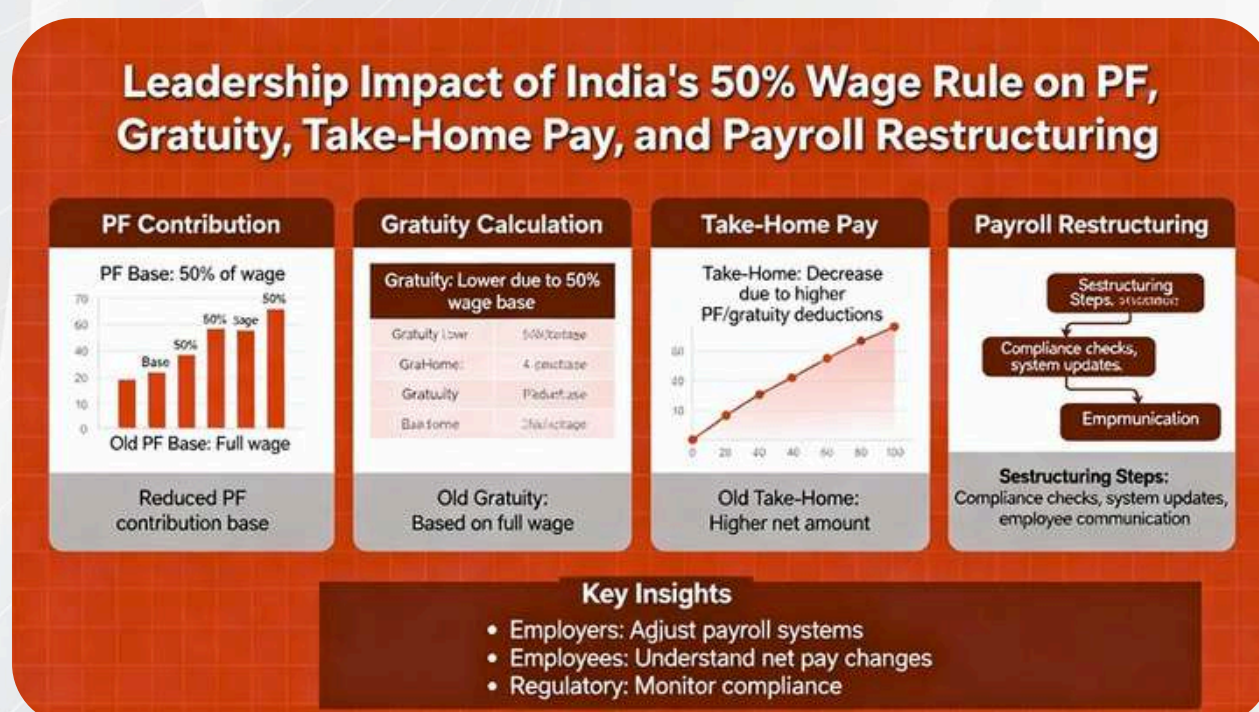 Leadership Impact of India's 50% Wage Rule on PF,
Gratuity, Take-Home Pay, and Payroll Restructuring
PF Contribution
PF Base: 50% of wage
70
60
40
20
10
0
Base
50%
50%
sage
50%
Old PF Base: Full wage
Reduced PF
contribution base
Gratuity Calculation
Gratuity: Lower due to 50%
wage base
Gratuity
GraHome:
Gratuulty
Old Gratuity:
Based on full wage
Take-Home Pay
Take-Home: Decrease
due to higher
PF/gratuity deductions
60
40
10
0 20 40 40 60 80 100
Old Take-Home:
Higher net amount
Payroll Restructuring
Sestructuring
Steps.
Compliance checks,
system updates.
Empmunication
Sestructuring Steps:
Compliance checks, system updates,
employee communication
Key Insights
• Employers: Adjust payroll systems
• Employees: Understand net pay changes
• Regulatory: Monitor compliance